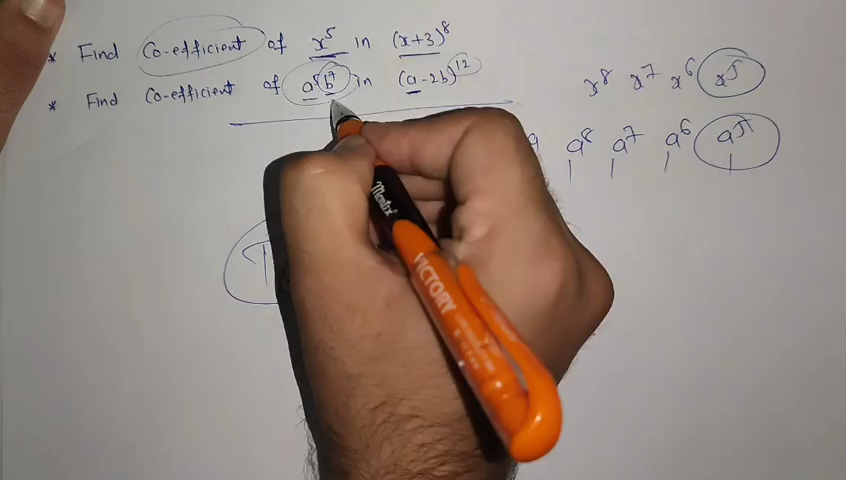 * Find Co-efficient of x⁵ in (x+3)⁸
* Find Co-efficient of a⁵b⁷ in (a-2b)¹²
x⁸ x⁷ x⁶ x⁵
a⁸ a⁷ a⁶ a⁵
T
Montex
VICTORY